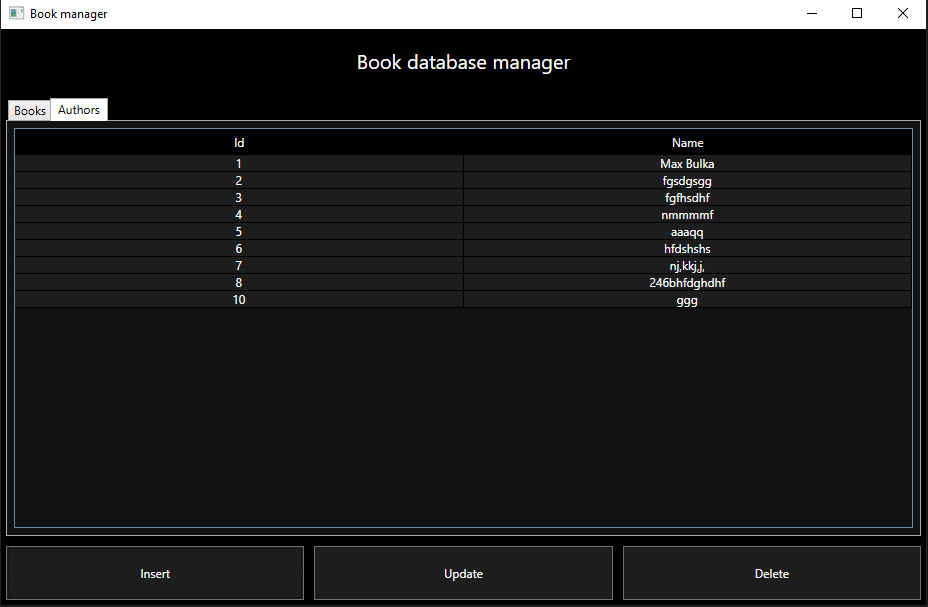 Book manager
Book database manager
Books Authors
Id Name
1 Max Bulka
2 fgsdgsgg
3 fgfhsdhf
4 nmmmmf
5 aaaqq
6 hfdshshs
7 nj,kkj,j,
8 246bhfdghdhf
10 ggg
Insert Update Delete